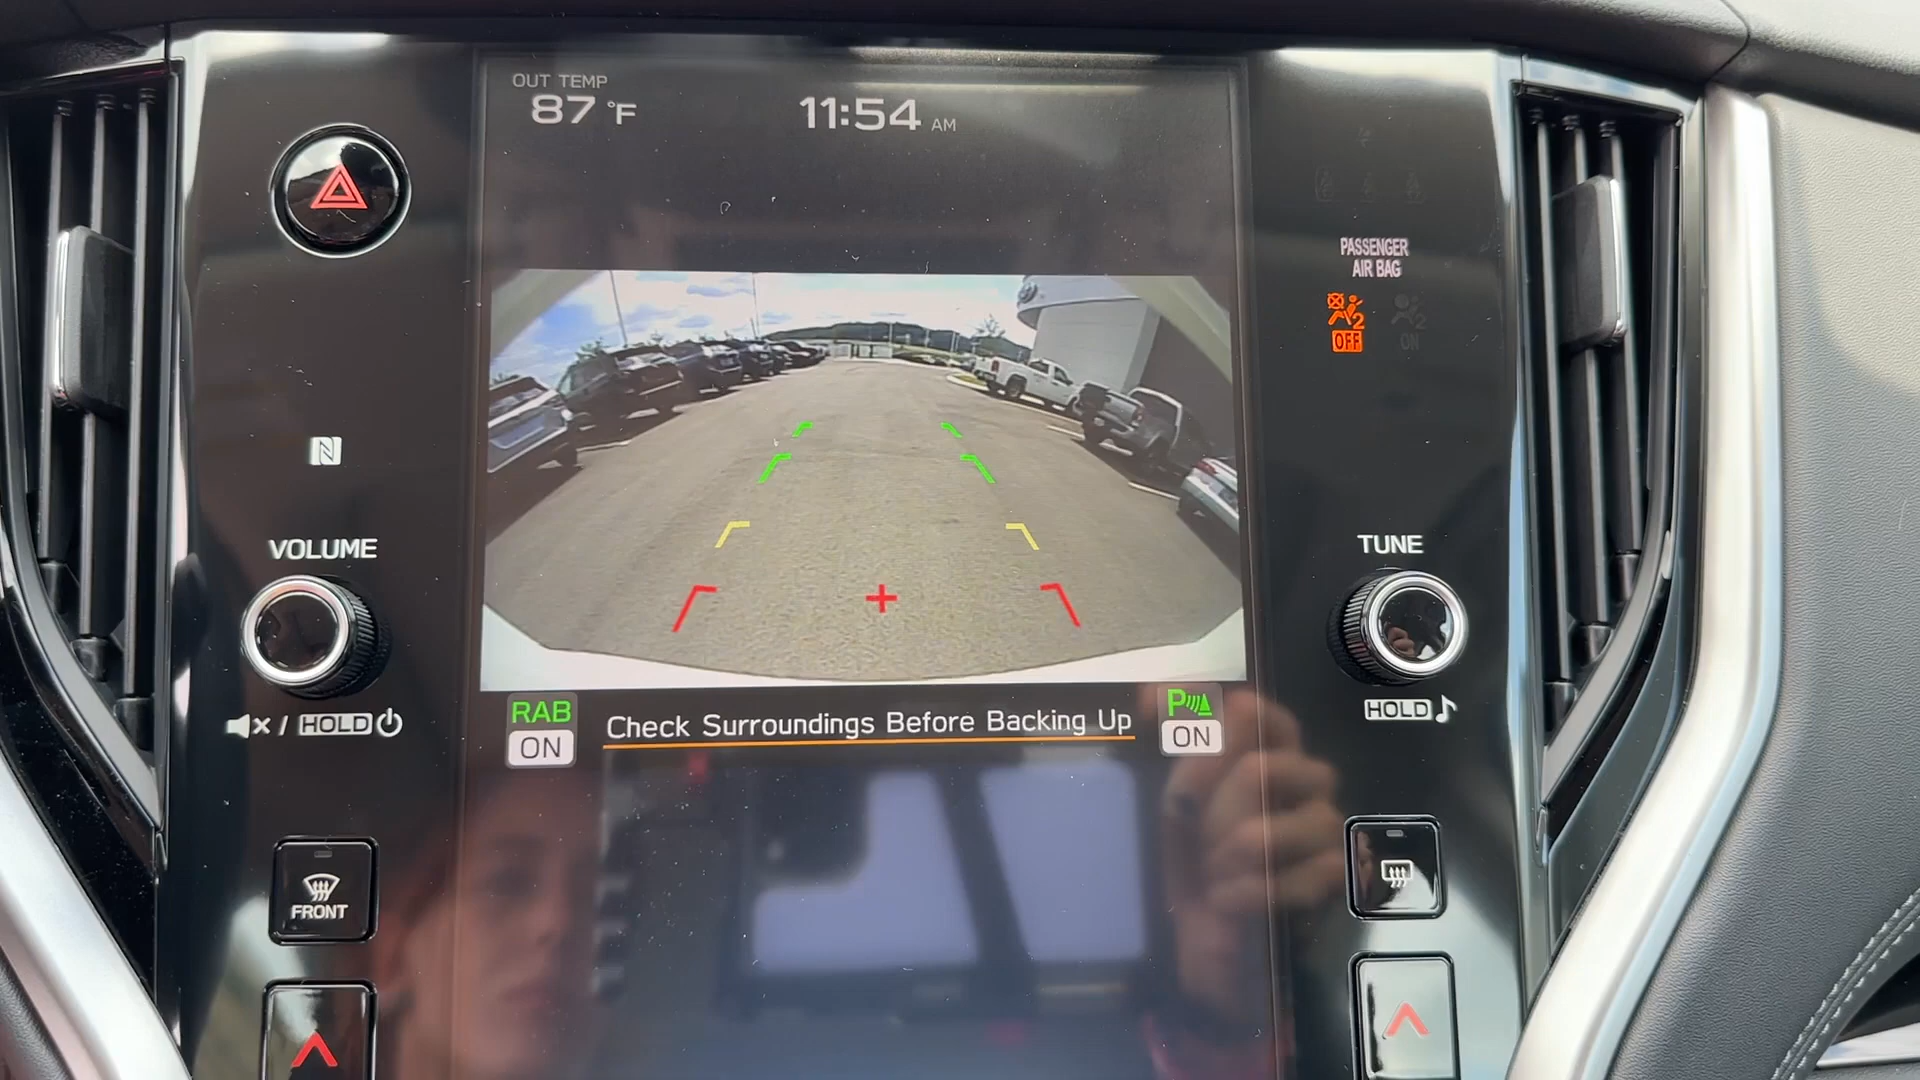 OUT TEMP
87 °F
11:54 AM
PASSENGER
AIR BAG
2
OFF
2
ON
VOLUME
TUNE
/ HOLD
HOLD
RAB
ON
Check Surroundings Before Backing Up
P
ON
FRONT